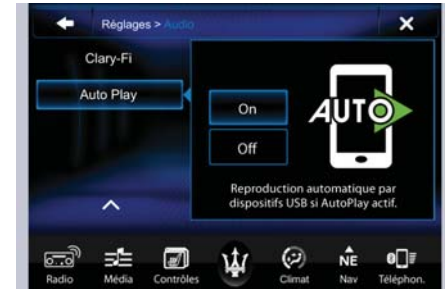 Réglages > Audio
Clary-Fi
Auto Play
On
Off
AUTO
Reproduction automatique par
dispositifs USB si AutoPlay actif.
Radio
Média
Contrôles
Climat
NE
Nav
Téléphon.